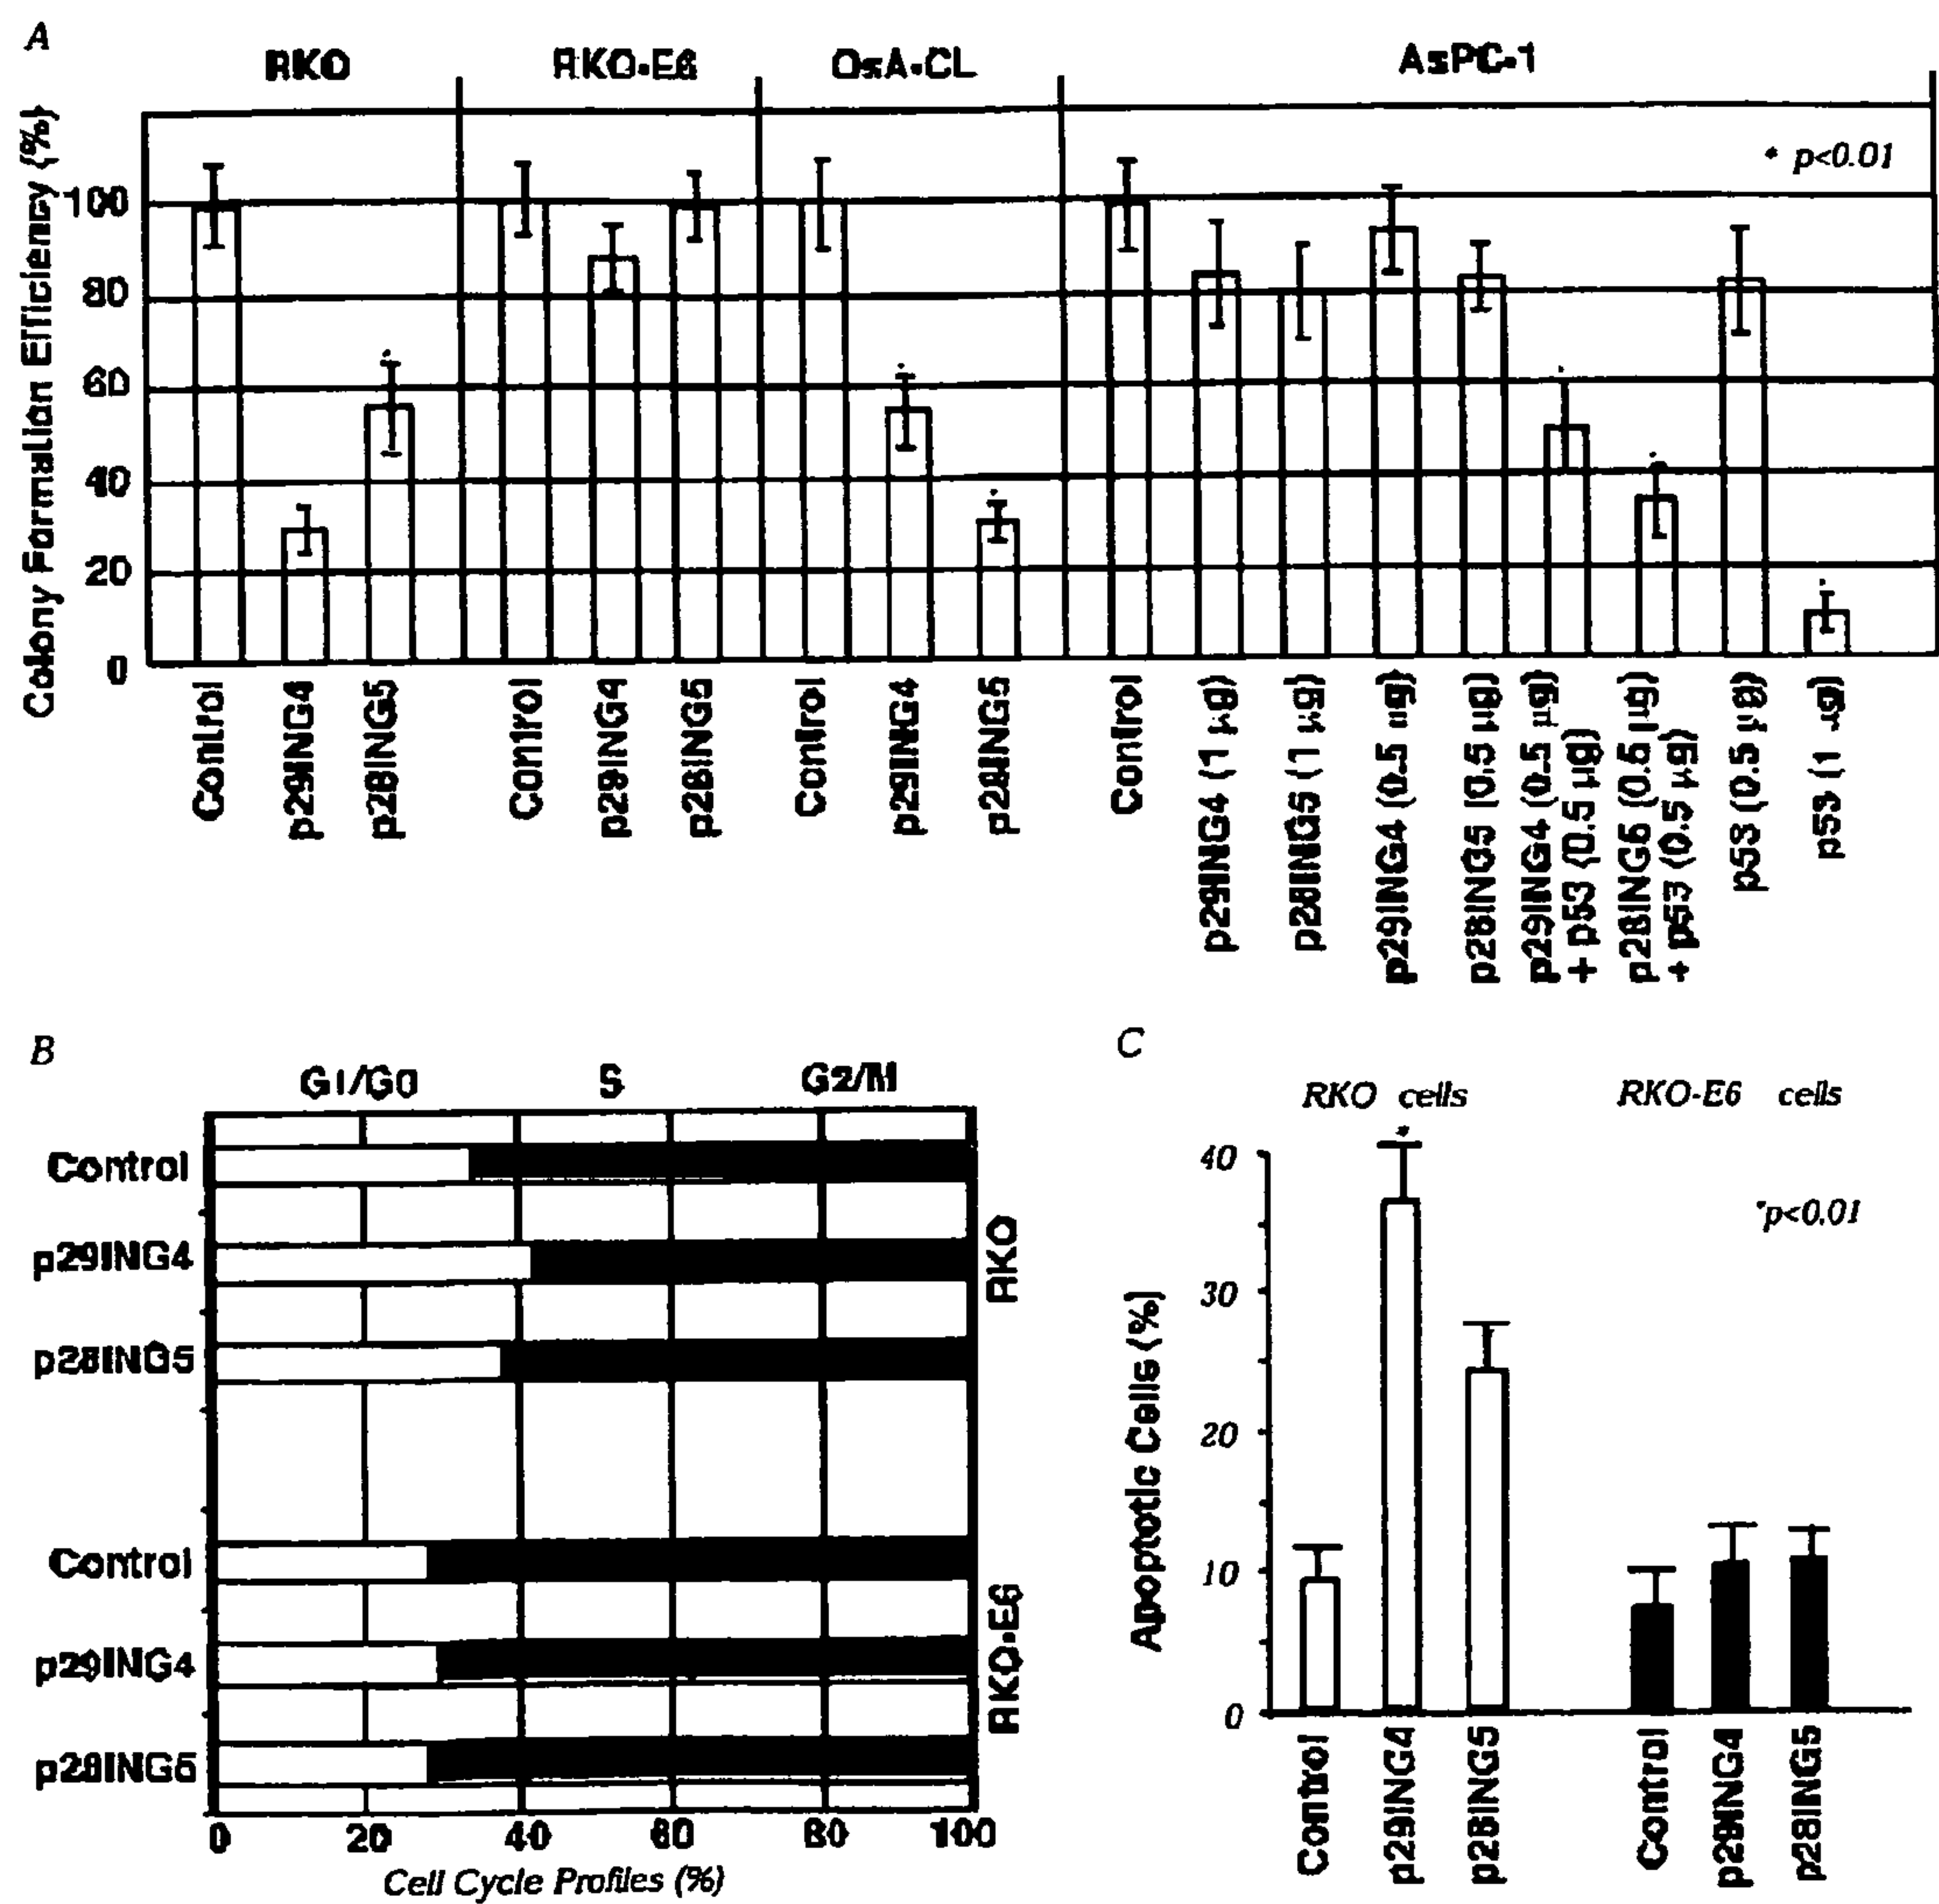 A
RKO RKO-E6 OsA-CL AsPC-1
* p<0.01
Colony Formation Efficiency (%)
100
80
60
40
20
0
Control
p29ING4
p28ING5
Control
p29ING4
p28ING5
Control
p29ING4
p28ING5
Control
p29ING4 (1 µg)
p28ING5 (1 µg)
p29ING4 (0.5 µg)
p28ING5 (0.5 µg)
p29ING4 (0.5 µg)
+ p53 (0.5 µg)
p28ING5 (0.5 µg)
+ p53 (0.5 µg)
p53 (0.5 µg)
p53 (1 µg)
B
G1/G0 S G2/M
Control
p29ING4
p28ING5
RKO
Control
p29ING4
p28ING5
RKO-E6
0 20 40 60 80 100
Cell Cycle Profiles (%)
C
RKO cells RKO-E6 cells
*
*p<0.01
Apoptotic Cells (%)
40
30
20
10
0
Control
p29ING4
p28ING5
Control
p29ING4
p28ING5